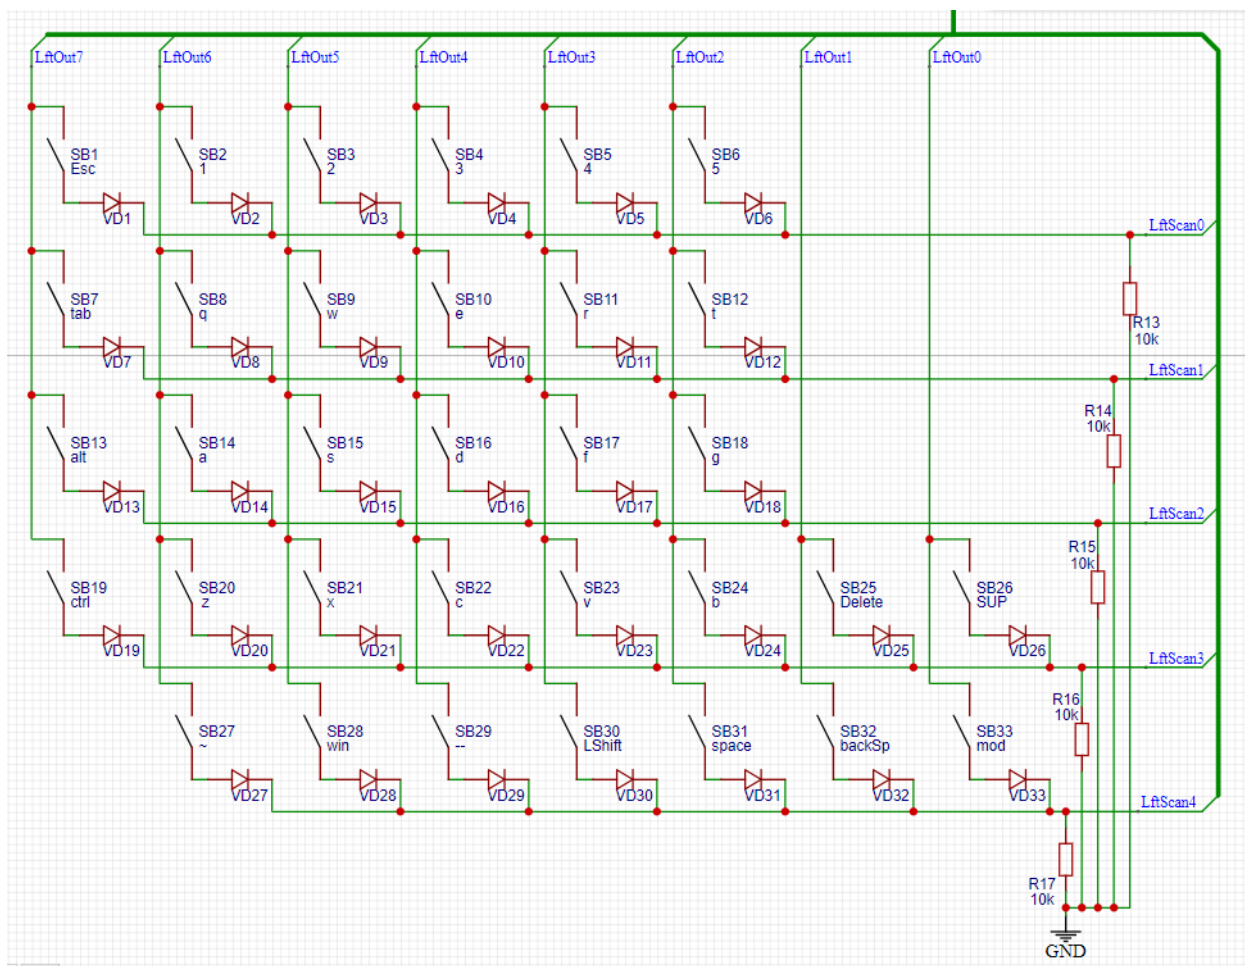 LftOut7 LftOut6 LftOut5 LftOut4 LftOut3 LftOut2 LftOut1 LftOut0
SB1 SB2 SB3 SB4 SB5 SB6
Esc 1 2 3 4 5
VD1 VD2 VD3 VD4 VD5 VD6
LftScan0
SB7 SB8 SB9 SB10 SB11 SB12
tab q w e r t
R13
10k
VD7 VD8 VD9 VD10 VD11 VD12
LftScan1
R14
10k
SB13 SB14 SB15 SB16 SB17 SB18
alt a s d f g
VD13 VD14 VD15 VD16 VD17 VD18
LftScan2
R15
10k
SB19 SB20 SB21 SB22 SB23 SB24 SB25 SB26
ctrl z x c v b Delete SUP
VD19 VD20 VD21 VD22 VD23 VD24 VD25 VD26
LftScan3
R16
10k
SB27 SB28 SB29 SB30 SB31 SB32 SB33
~ win -- LShift space backSp mod
VD27 VD28 VD29 VD30 VD31 VD32 VD33
LftScan4
R17
10k
GND